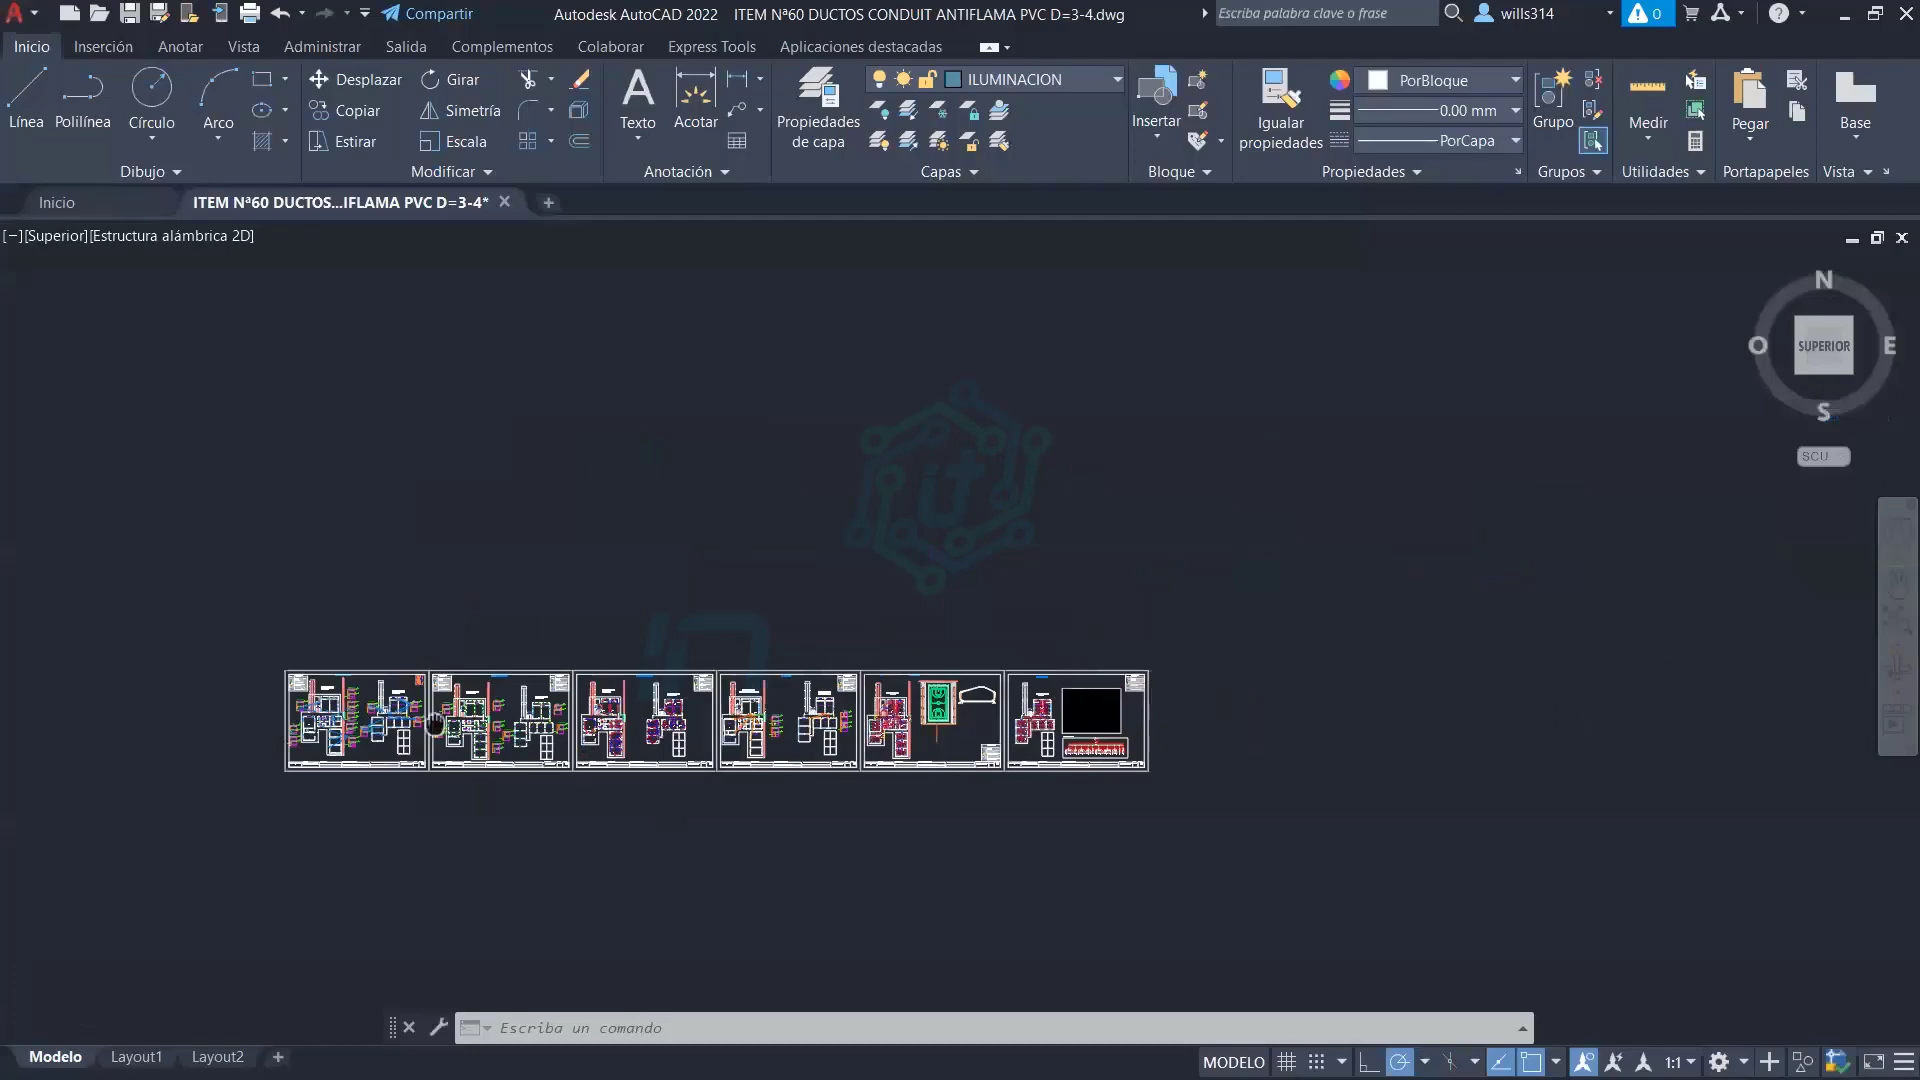 Compartir
Autodesk AutoCAD 2022 ITEM Nª60 DUCTOS CONDUIT ANTIFLAMA PVC D=3-4.dwg
Escriba palabra clave o frase
wills314
0
Inicio Inserción Anotar Vista Administrar Salida Complementos Colaborar Express Tools Aplicaciones destacadas
Línea Polilínea Círculo Arco
Desplazar Girar
Copiar Simetría
Estirar Escala
Texto Acotar
Propiedades de capa
ILUMINACION
Insertar
Igualar propiedades
PorBloque
0.00 mm
PorCapa
Grupo
Medir
Pegar
Base
Dibujo Modificar Anotación Capas Bloque Propiedades Grupos Utilidades Portapapeles Vista
Inicio ITEM Nª60 DUCTOS...IFLAMA PVC D=3-4*
[−][Superior][Estructura alámbrica 2D]
N
O SUPERIOR E
S
SCU
it
Escriba un comando
Modelo Layout1 Layout2
MODELO 1:1